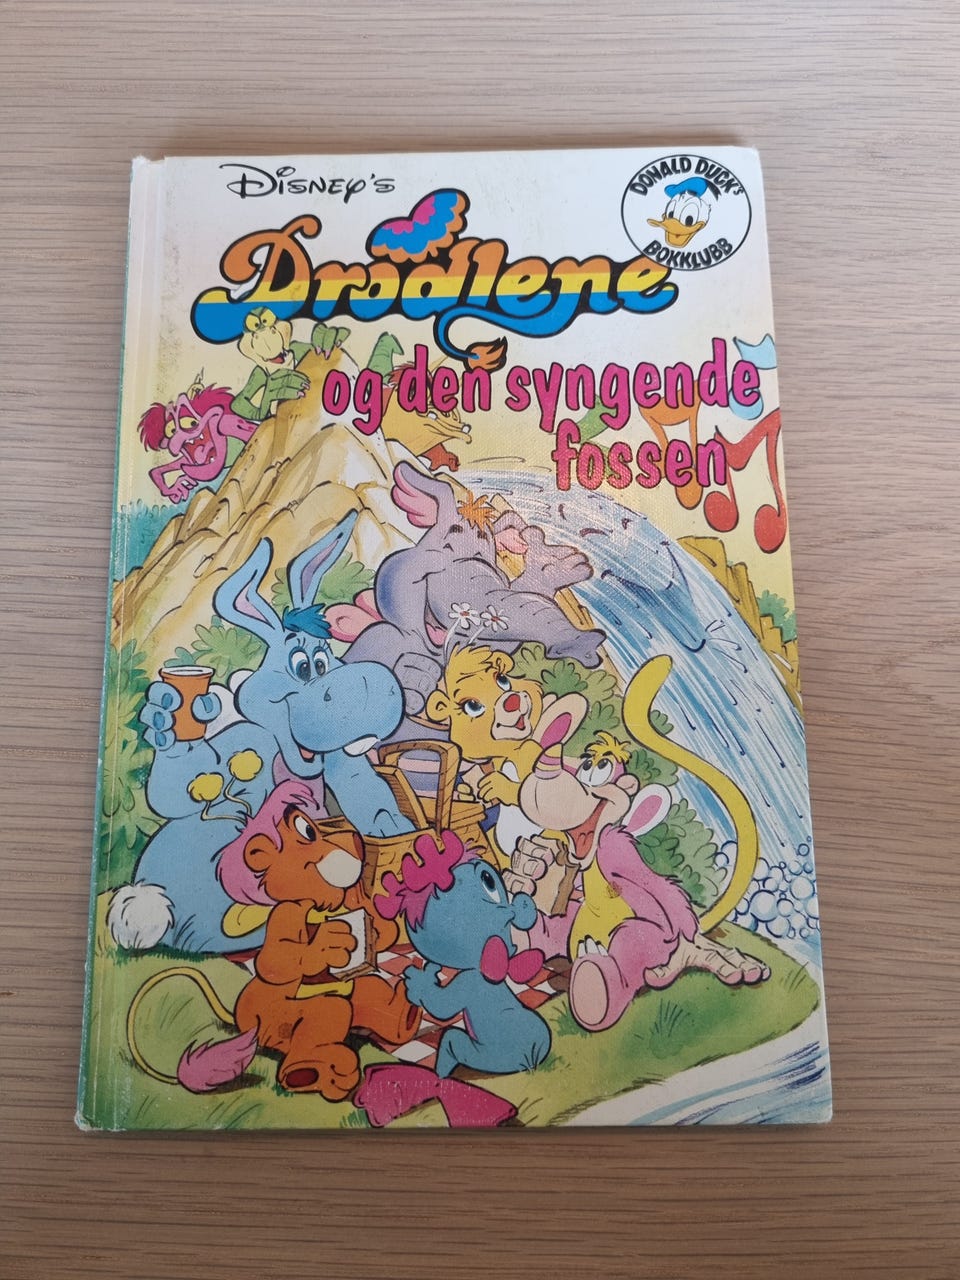 DISNEY'S
DONALD DUCK'S
BOKKLUBB
Drødlene
og den syngende
fossen